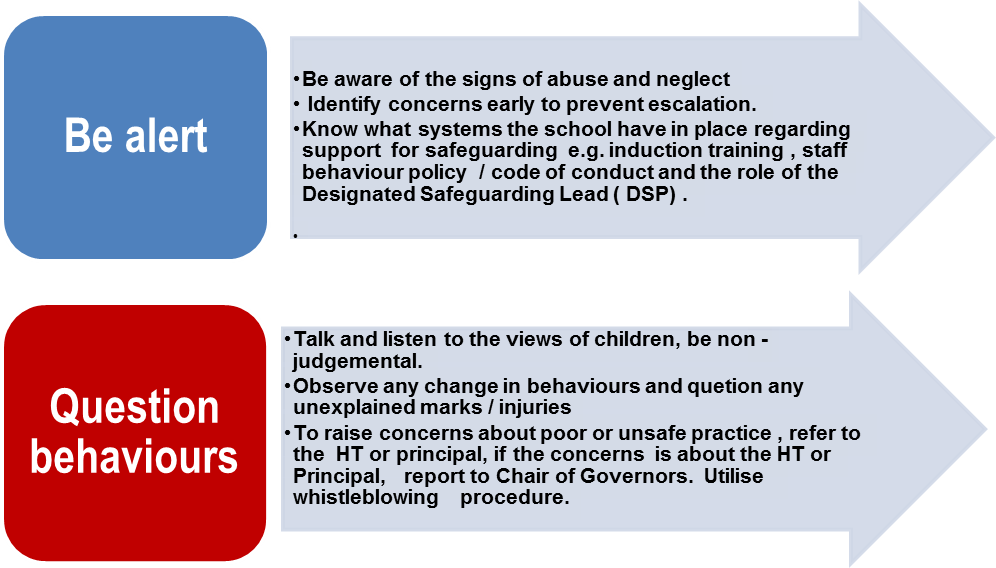 Be alert
•Be aware of the signs of abuse and neglect
• Identify concerns early to prevent escalation.
•Know what systems the school have in place regarding
support for safeguarding e.g. induction training , staff
behaviour policy / code of conduct and the role of the
Designated Safeguarding Lead ( DSP) .
•
Question
behaviours
•Talk and listen to the views of children, be non -
judgemental.
•Observe any change in behaviours and quetion any
unexplained marks / injuries
•To raise concerns about poor or unsafe practice , refer to
the HT or principal, if the concerns is about the HT or
Principal, report to Chair of Governors. Utilise
whistleblowing procedure.